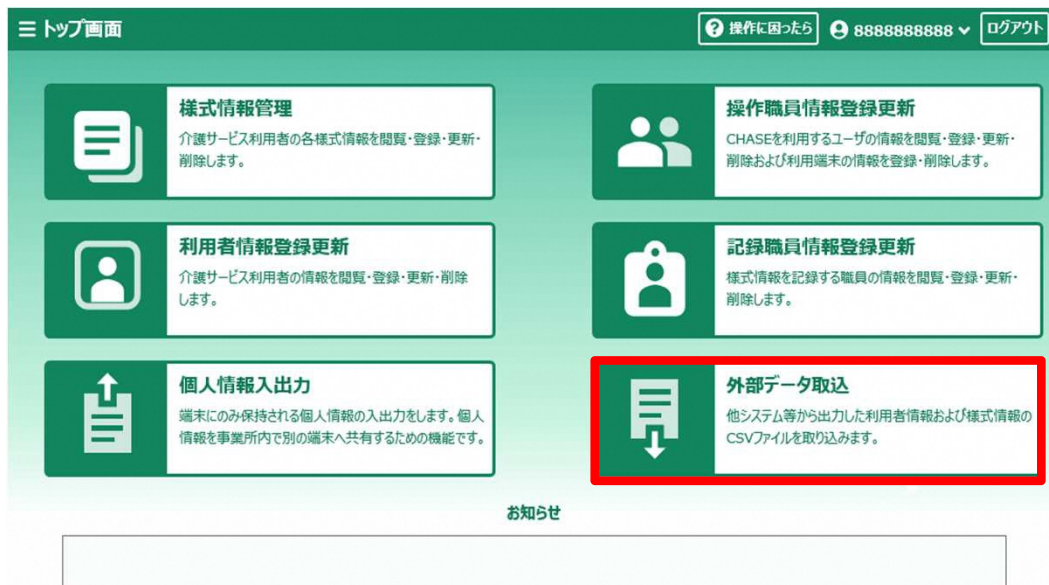 トップ画面
操作に困ったら
8888888888
ログアウト
様式情報管理
介護サービス利用者の各様式情報を閲覧・登録・更新・
削除します。
操作職員情報登録更新
CHASEを利用するユーザの情報を閲覧・登録・更新・
削除および利用端末の情報を登録・削除します。
利用者情報登録更新
介護サービス利用者の情報を閲覧・登録・更新・削除
します。
記録職員情報登録更新
様式情報を記録する職員の情報を閲覧・登録・更新・
削除します。
個人情報入出力
端末にのみ保持される個人情報の入出力をします。個人
情報を事業所内で別の端末へ共有するための機能です。
外部データ取込
他システム等から出力した利用者情報および様式情報の
CSVファイルを取り込みます。
お知らせ